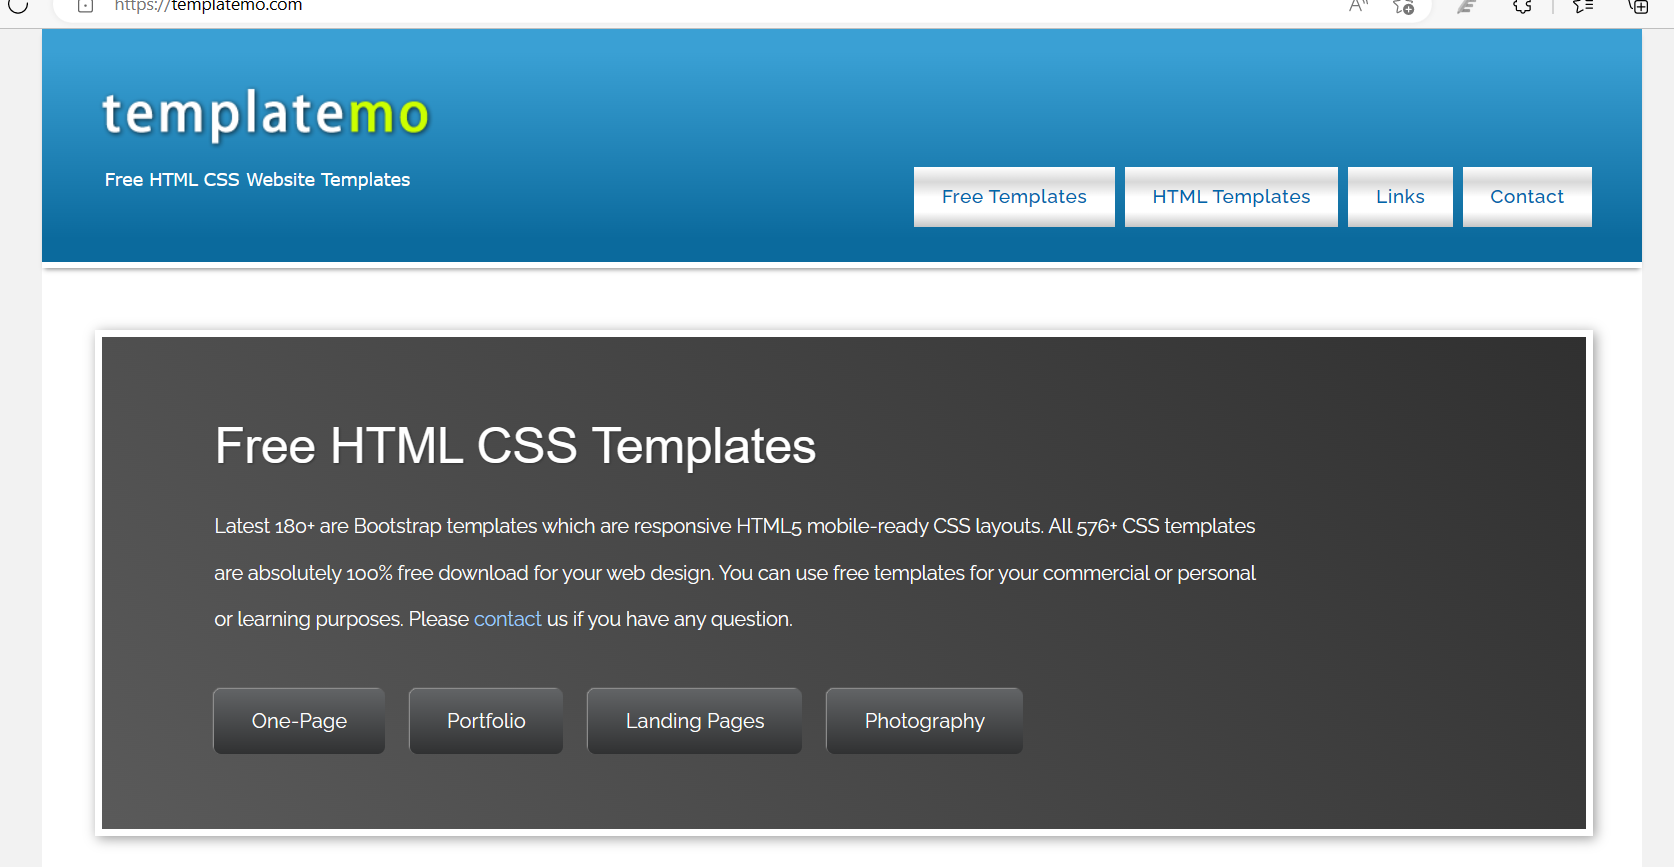 https://templatemo.com
templatemo
Free HTML CSS Website Templates
Free Templates
HTML Templates
Links
Contact
Free HTML CSS Templates
Latest 180+ are Bootstrap templates which are responsive HTML5 mobile-ready CSS layouts. All 576+ CSS templates
are absolutely 100% free download for your web design. You can use free templates for your commercial or personal
or learning purposes. Please contact us if you have any question.
One-Page
Portfolio
Landing Pages
Photography